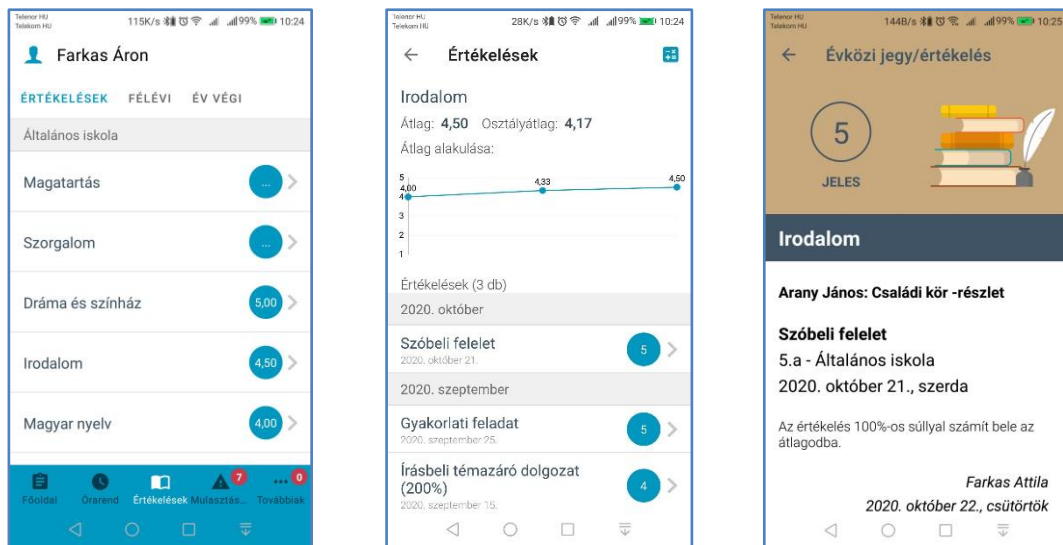 Telenor HU
Telekom HU
115K/s
99%
10:24
Farkas Áron
ÉRTÉKELÉSEK FÉLÉVI ÉV VÉGI
Általános iskola
Magatartás ...
Szorgalom ...
Dráma és színház 5,00
Irodalom 4,50
Magyar nyelv 4,00
7
0
Főoldal Órarend Értékelések Mulasztás... Továbbiak
Telenor HU
Telekom HU
28K/s
99%
10:24
Értékelések
Irodalom
Átlag: 4,50 Osztályátlag: 4,17
Átlag alakulása:
5
4,00
4,33
4,50
4
3
2
1
Értékelések (3 db)
2020. október
Szóbeli felelet
2020. október 21.
5
2020. szeptember
Gyakorlati feladat
2020. szeptember 25.
5
Írásbeli témazáró dolgozat
(200%)
2020. szeptember 15.
4
Telenor HU
Telekom HU
144B/s
99%
10:25
Évközi jegy/értékelés
5
JELES
Irodalom
Arany János: Családi kör -részlet
Szóbeli felelet
5.a - Általános iskola
2020. október 21., szerda
Az értékelés 100%-os súllyal számít bele az
átlagodba.
Farkas Attila
2020. október 22., csütörtök